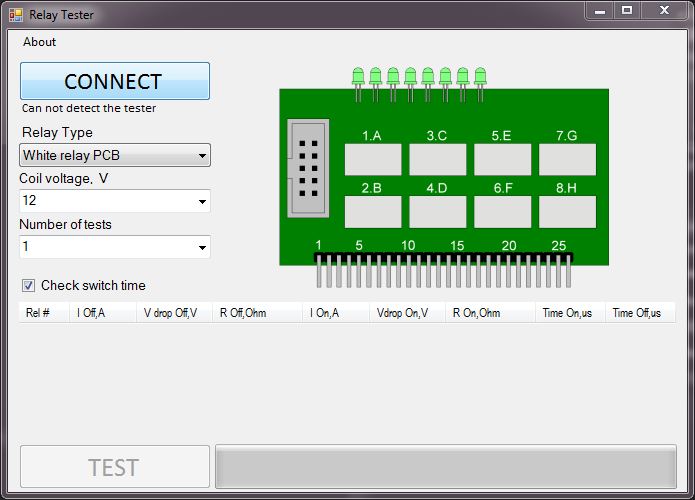 Relay Tester
About
CONNECT
Can not detect the tester
Relay Type
White relay PCB
Coil voltage, V
12
Number of tests
1
Check switch time
1.A 3.C 5.E 7.G
2.B 4.D 6.F 8.H
1 5 10 15 20 25
Rel # I Off,A V drop Off,V R Off,Ohm I On,A Vdrop On,V R On,Ohm Time On,us Time Off,us
TEST